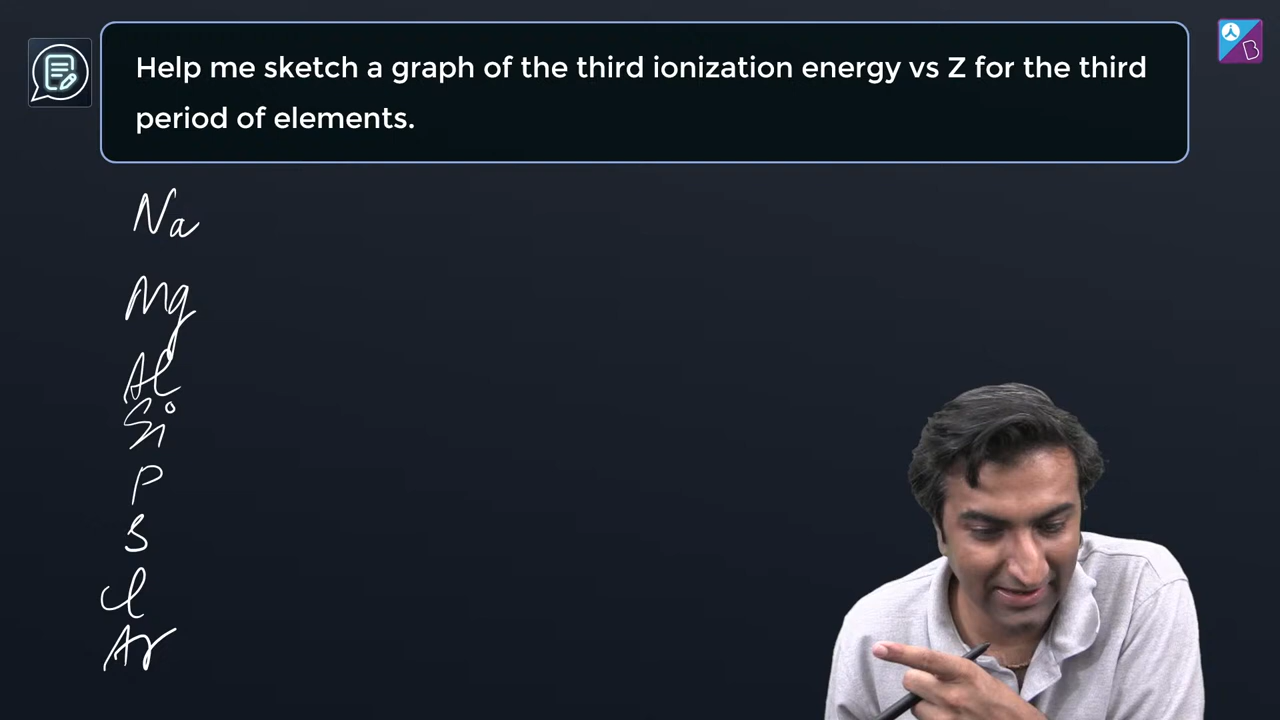 Help me sketch a graph of the third ionization energy vs Z for the third
period of elements.
Na
Mg
Al
Si
P
S
Cl
Ar